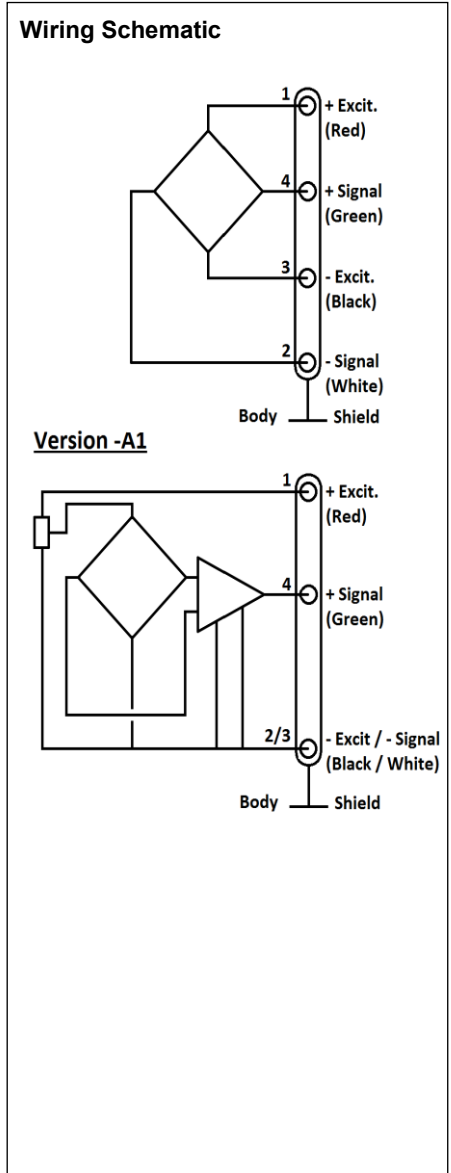 Wiring Schematic
1
+ Excit.
(Red)
4
+ Signal
(Green)
3
- Excit.
(Black)
2
- Signal
(White)
Body
Shield
Version -A1
1
+ Excit.
(Red)
4
+ Signal
(Green)
2/3
- Excit / - Signal
(Black / White)
Body
Shield